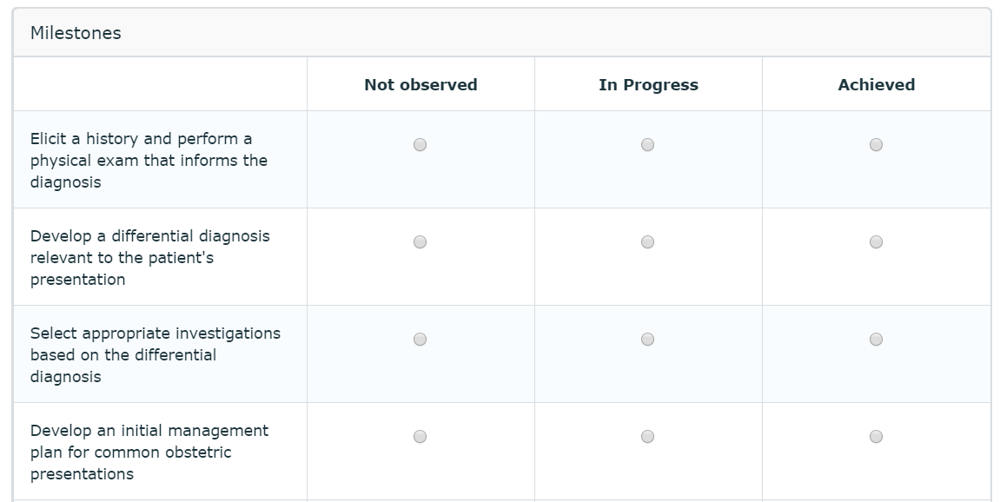 Milestones
Not observed In Progress Achieved
Elicit a history and perform a
physical exam that informs the
diagnosis
Develop a differential diagnosis
relevant to the patient's
presentation
Select appropriate investigations
based on the differential
diagnosis
Develop an initial management
plan for common obstetric
presentations